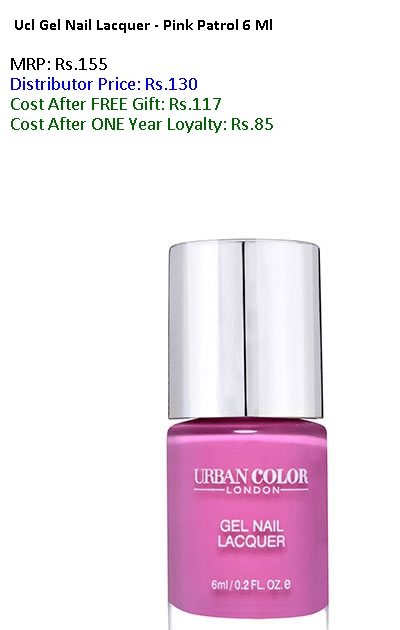 Ucl Gel Nail Lacquer - Pink Patrol 6 Ml
MRP: Rs.155
Distributor Price: Rs.130
Cost After FREE Gift: Rs.117
Cost After ONE Year Loyalty: Rs.85
URBAN COLOR
LONDON
GEL NAIL
LACQUER
6ml / 0.2 FL. OZ. e